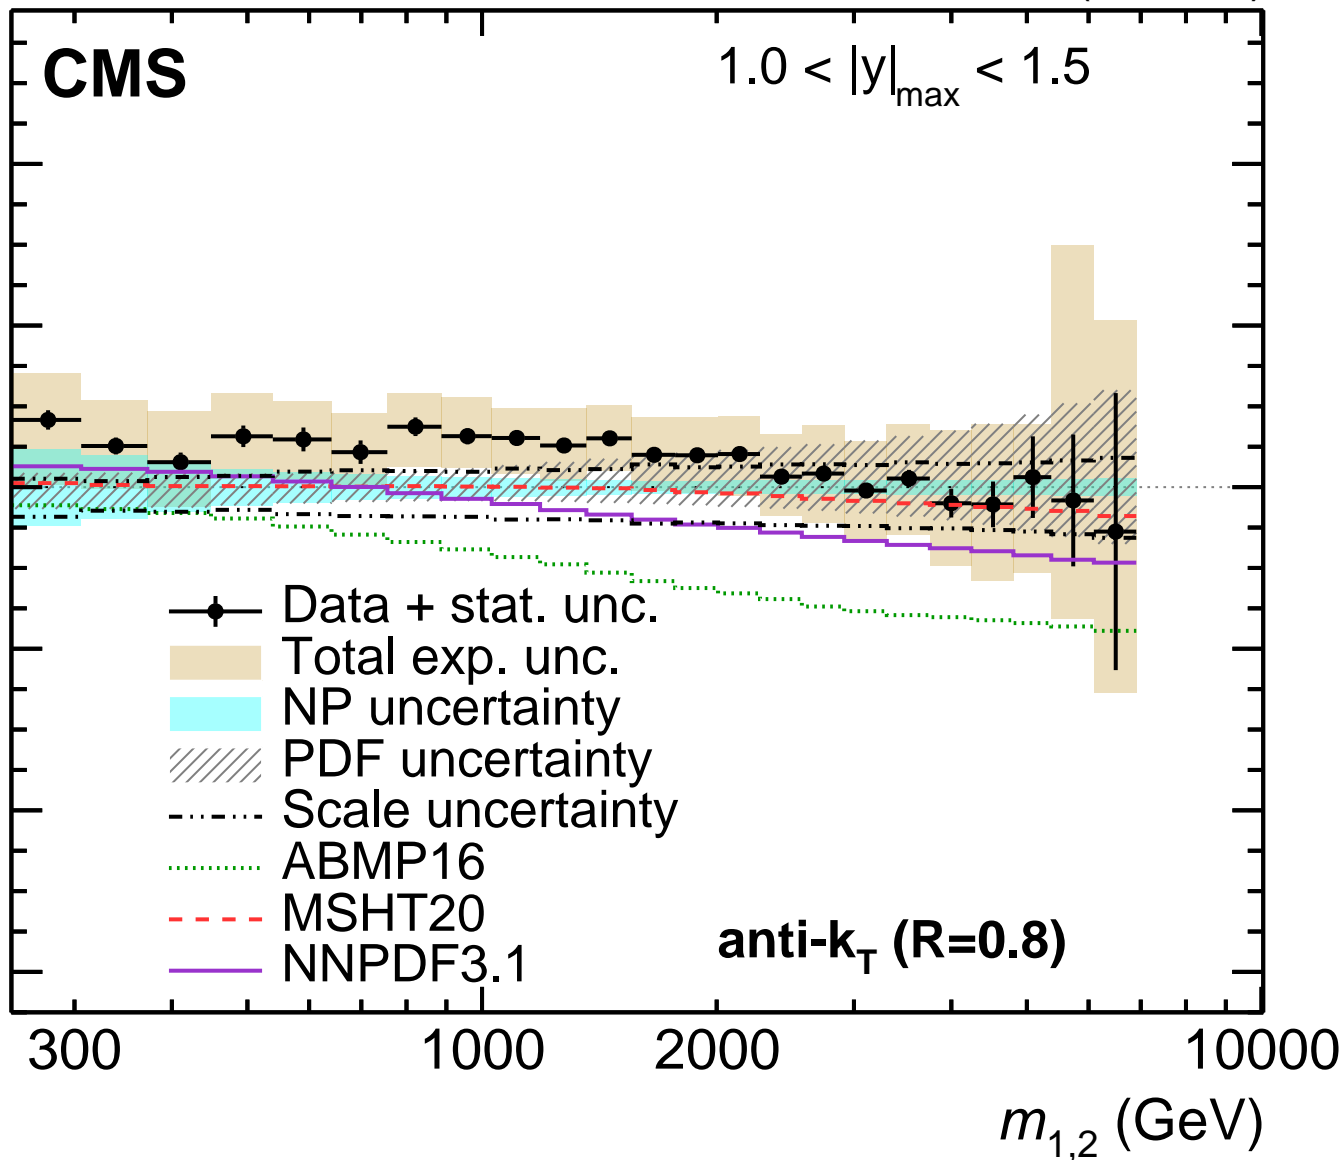 CMS
1.0 < |y|max < 1.5
Data + stat. unc.
Total exp. unc.
NP uncertainty
PDF uncertainty
Scale uncertainty
ABMP16
MSHT20
NNPDF3.1
anti-kT (R=0.8)
300 1000 2000 10000
m1,2 (GeV)